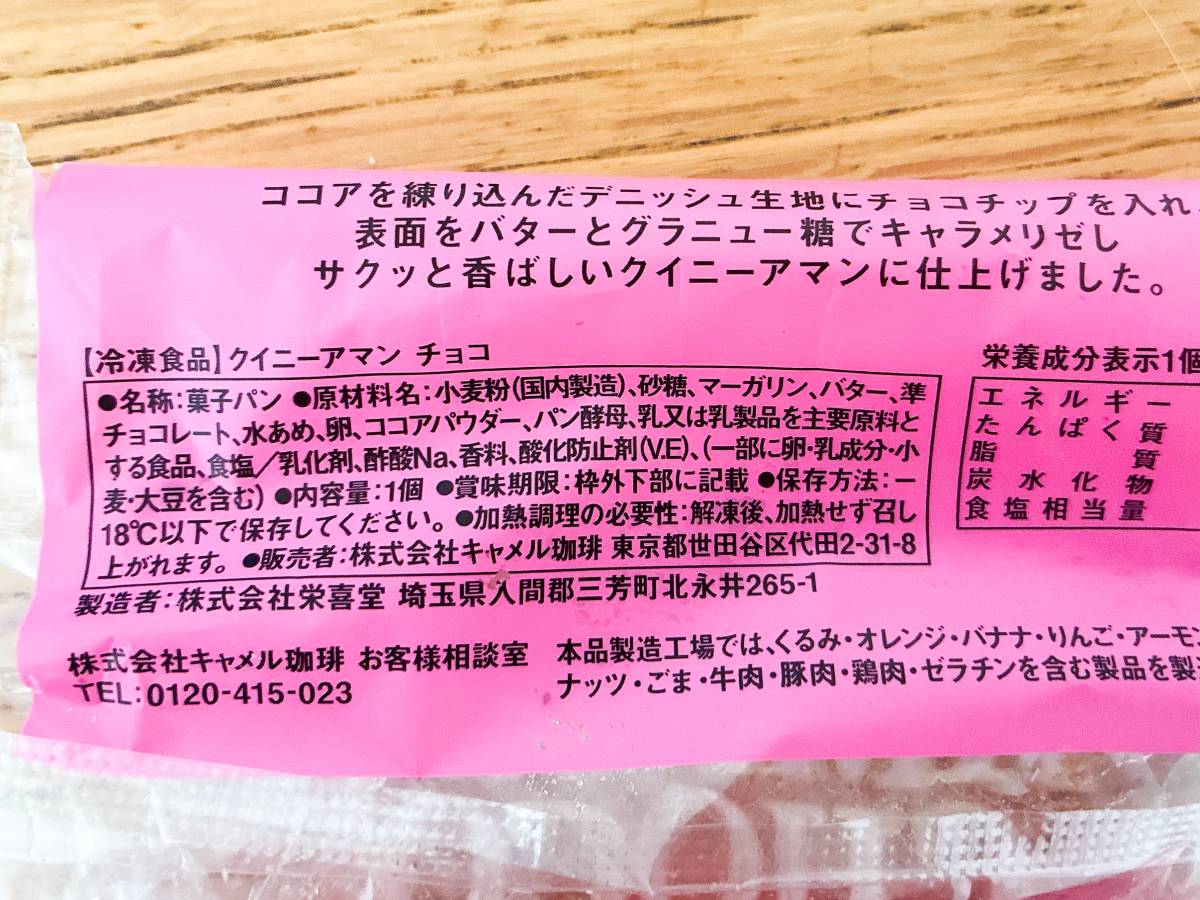 ココアを練り込んだデニッシュ生地にチョコチップを入れ
表面をバターとグラニュー糖でキャラメリゼし
サクッと香ばしいクイニーアマンに仕上げました。
【冷凍食品】クイニーアマン チョコ
●名称:菓子パン ●原材料名:小麦粉(国内製造)、砂糖、マーガリン、バター、準
チョコレート、水あめ、卵、ココアパウダー、パン酵母、乳又は乳製品を主要原料と
する食品、食塩/乳化剤、酢酸Na、香料、酸化防止剤(V.E)、(一部に卵・乳成分・小
麦・大豆を含む) ●内容量:1個 ●賞味期限:枠外下部に記載 ●保存方法:ー
18℃以下で保存してください。 ●加熱調理の必要性:解凍後、加熱せず召し
上がれます。 ●販売者:株式会社キャメル珈琲 東京都世田谷区代田2-31-8
製造者:株式会社栄喜堂 埼玉県入間郡三芳町北永井265-1
株式会社キャメル珈琲 お客様相談室
TEL:0120-415-023
本品製造工場では、くるみ・オレンジ・バナナ・りんご・アーモン
ナッツ・ごま・牛肉・豚肉・鶏肉・ゼラチンを含む製品を製
栄養成分表示1個
エネルギー
たんぱく質
脂質
炭水化物
食塩相当量